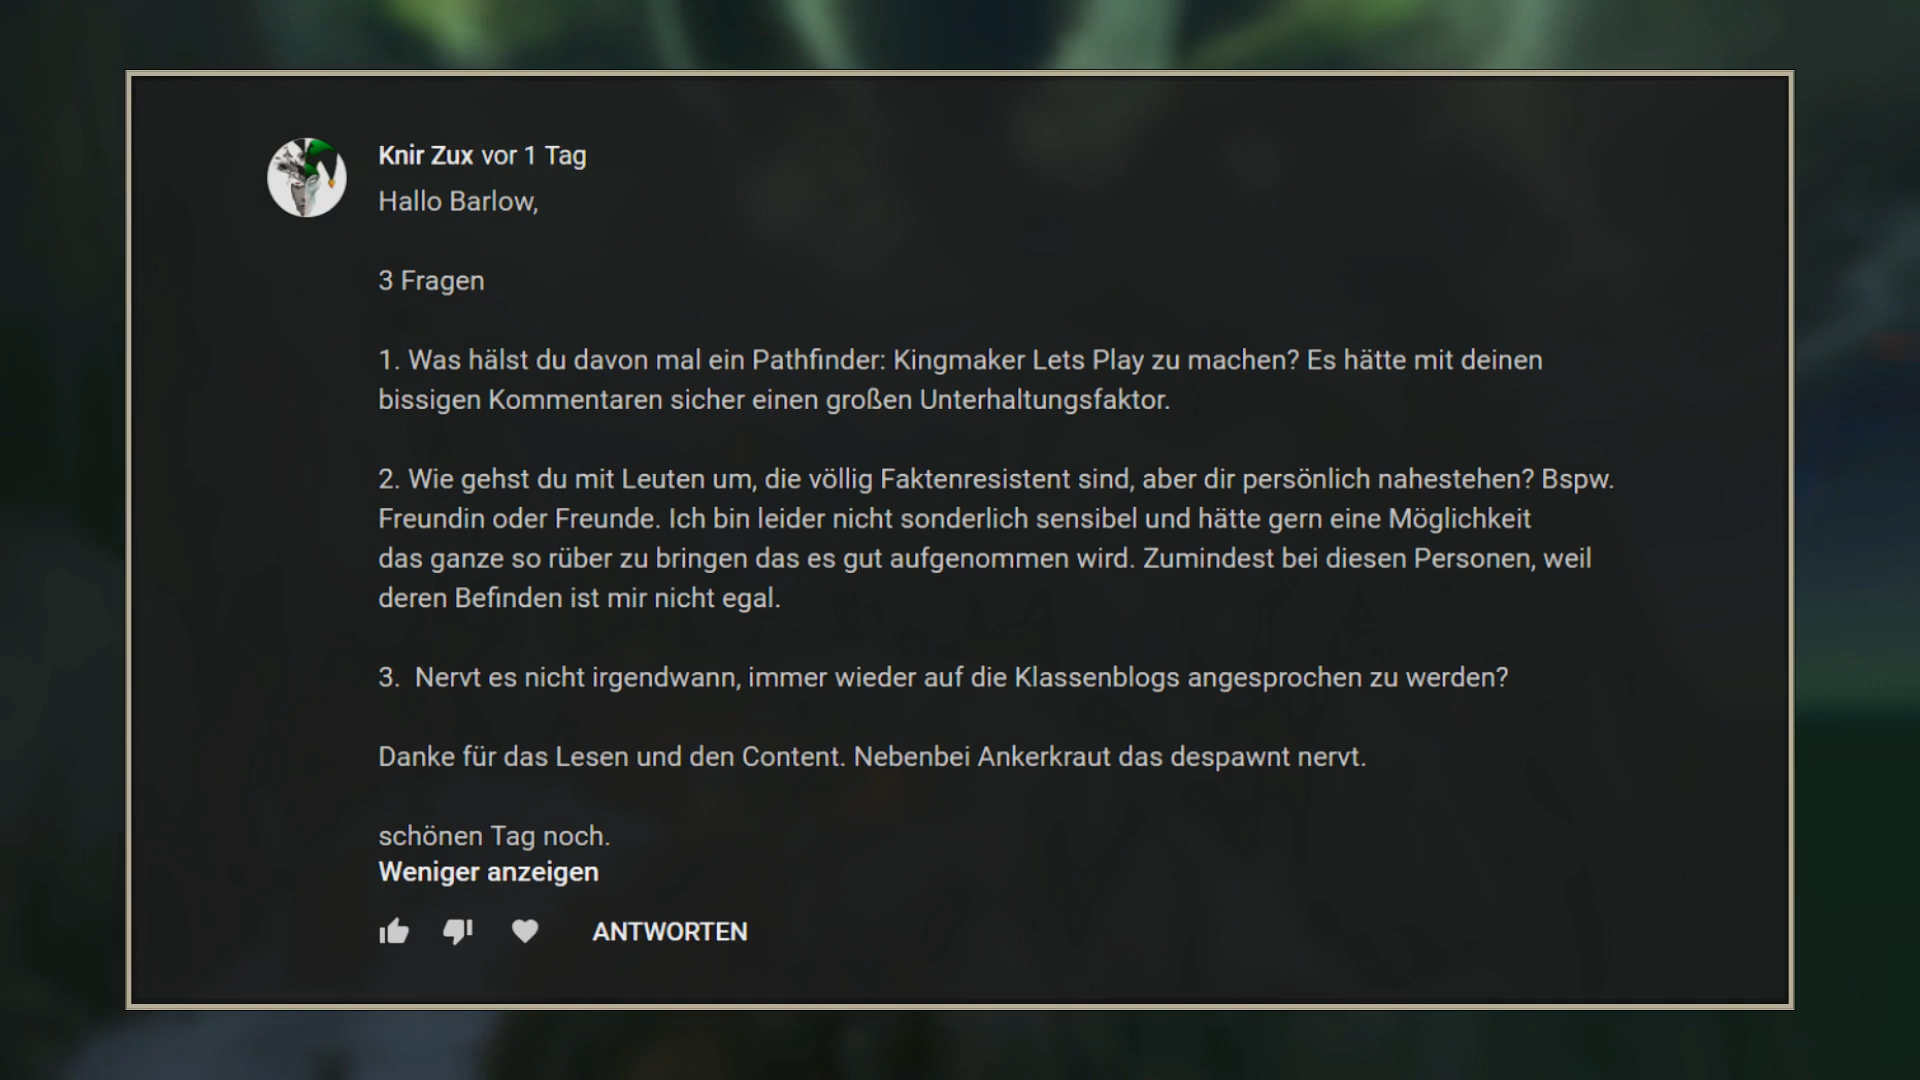 Knir Zux vor 1 Tag
Hallo Barlow,
3 Fragen
1. Was hälst du davon mal ein Pathfinder: Kingmaker Lets Play zu machen? Es hätte mit deinen
bissigen Kommentaren sicher einen großen Unterhaltungsfaktor.
2. Wie gehst du mit Leuten um, die völlig Faktenresistent sind, aber dir persönlich nahestehen? Bspw.
Freundin oder Freunde. Ich bin leider nicht sonderlich sensibel und hätte gern eine Möglichkeit
das ganze so rüber zu bringen das es gut aufgenommen wird. Zumindest bei diesen Personen, weil
deren Befinden ist mir nicht egal.
3.  Nervt es nicht irgendwann, immer wieder auf die Klassenblogs angesprochen zu werden?
Danke für das Lesen und den Content. Nebenbei Ankerkraut das despawnt nervt.
schönen Tag noch.
Weniger anzeigen
ANTWORTEN